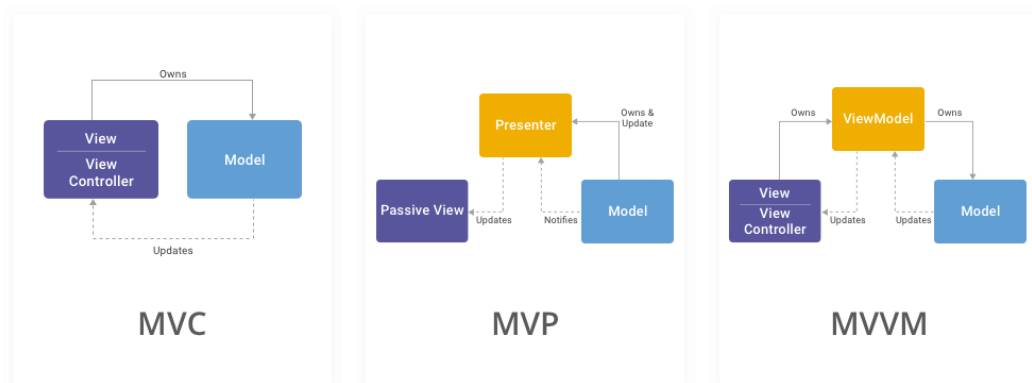 Owns
View
View
Controller
Model
Updates
MVC
Presenter
Owns &
Update
Passive View
Updates
Notifies
Model
MVP
Owns
ViewModel
Owns
View
View
Controller
Updates
Updates
Model
MVVM